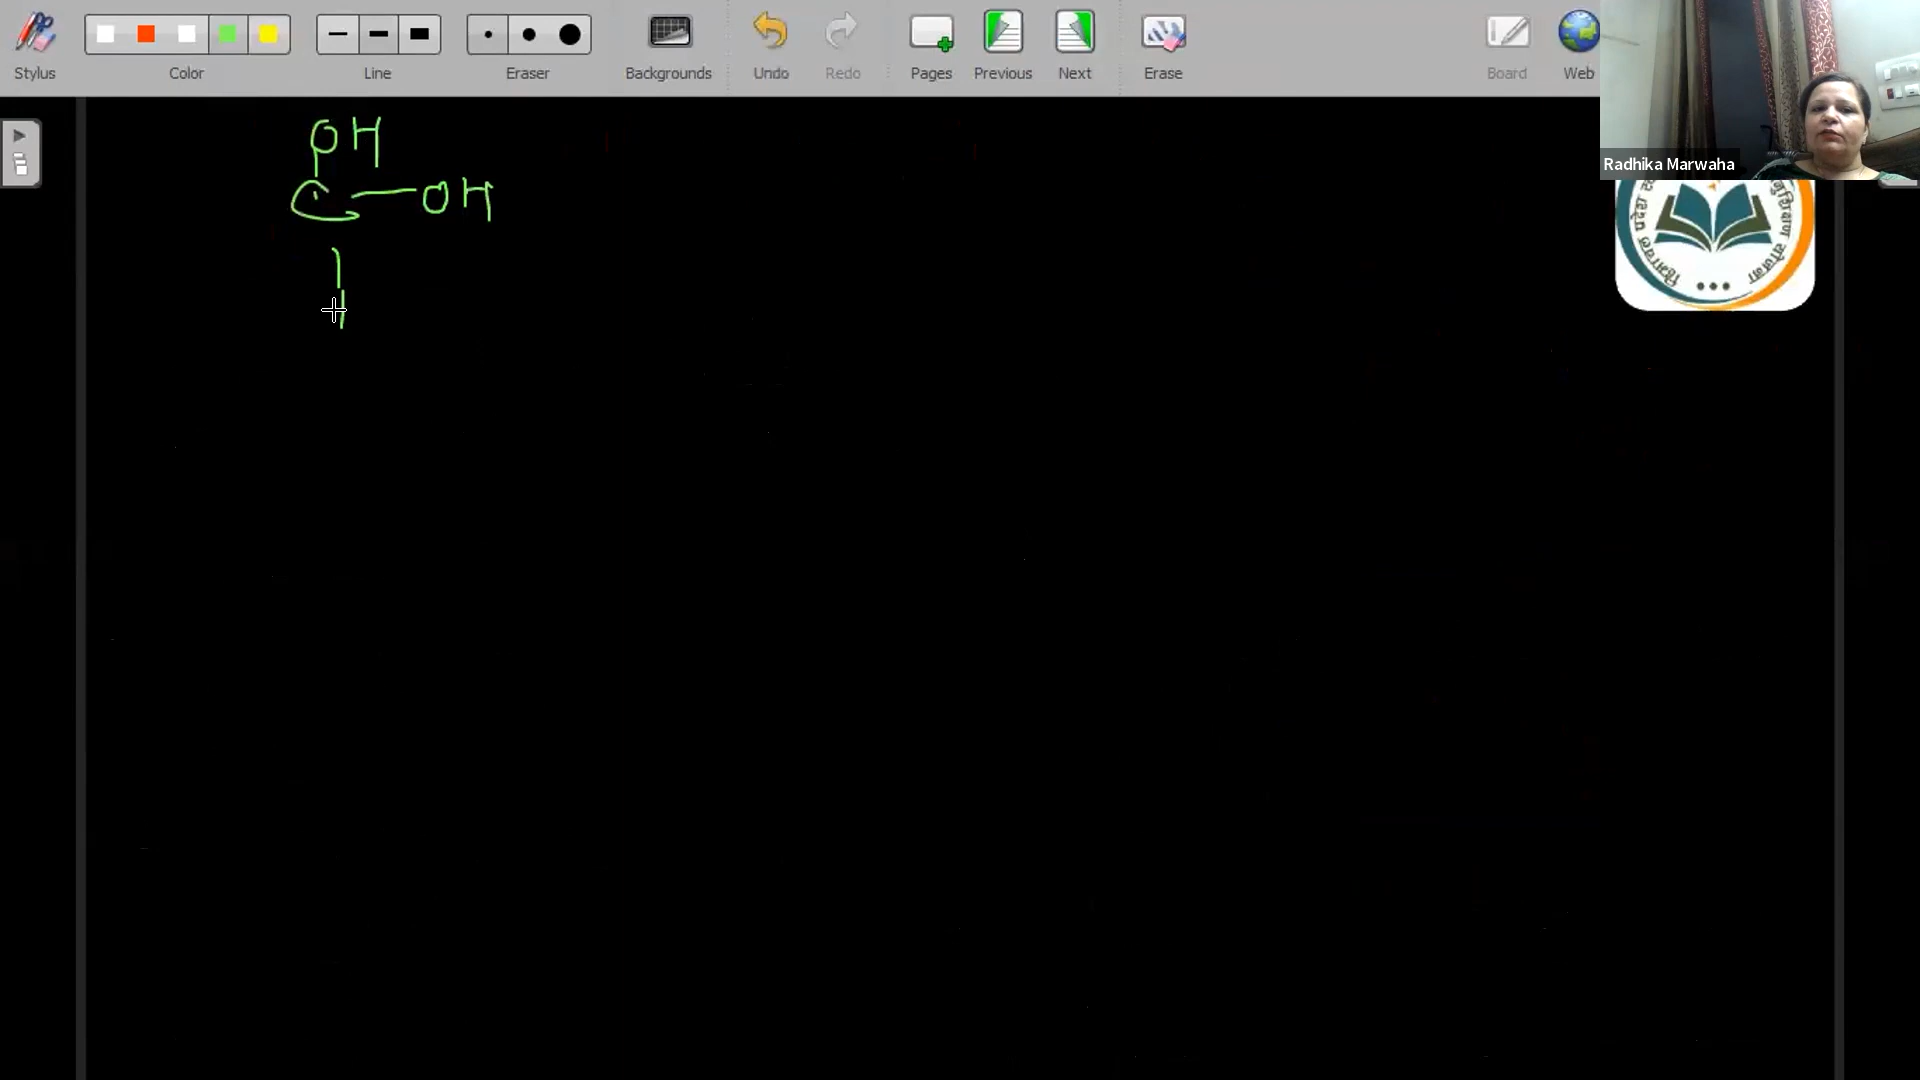 Stylus Color Line Eraser Backgrounds Undo Redo Pages Previous Next Erase Board Web
Radhika Marwaha
OH
C — OH